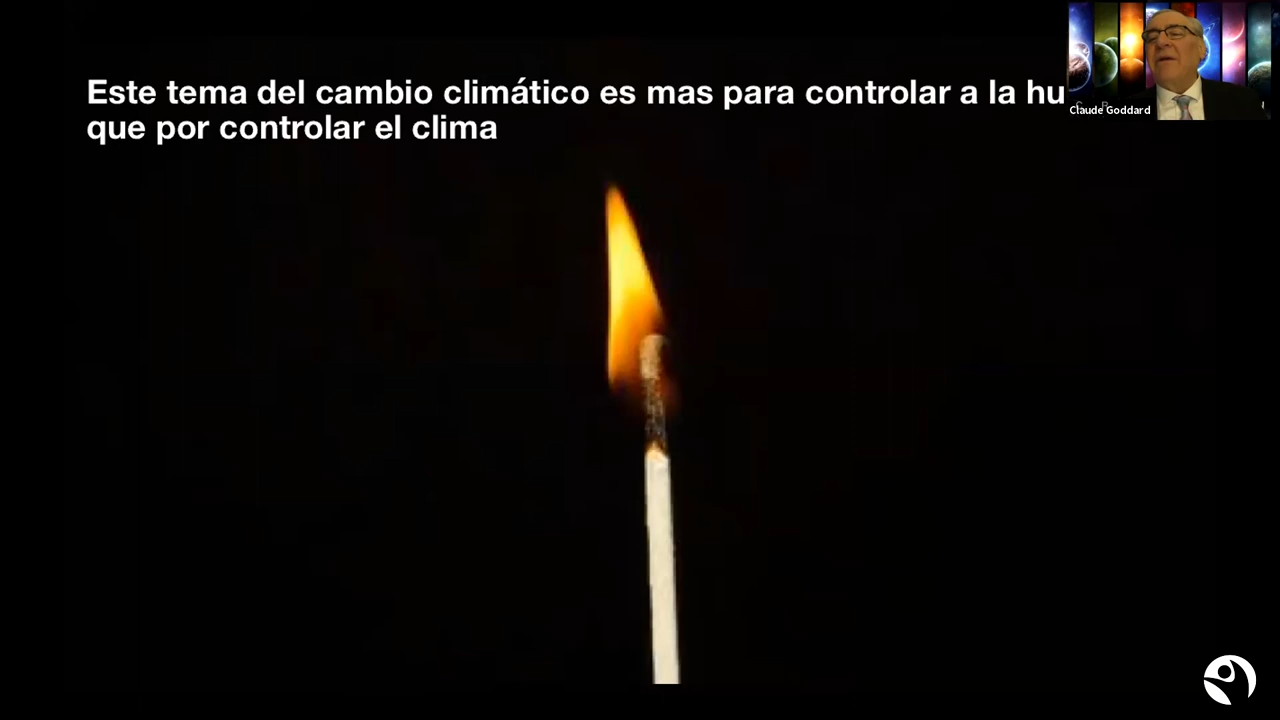 Este tema del cambio climático es mas para controlar a la hu
que por controlar el clima
Claude Goddard